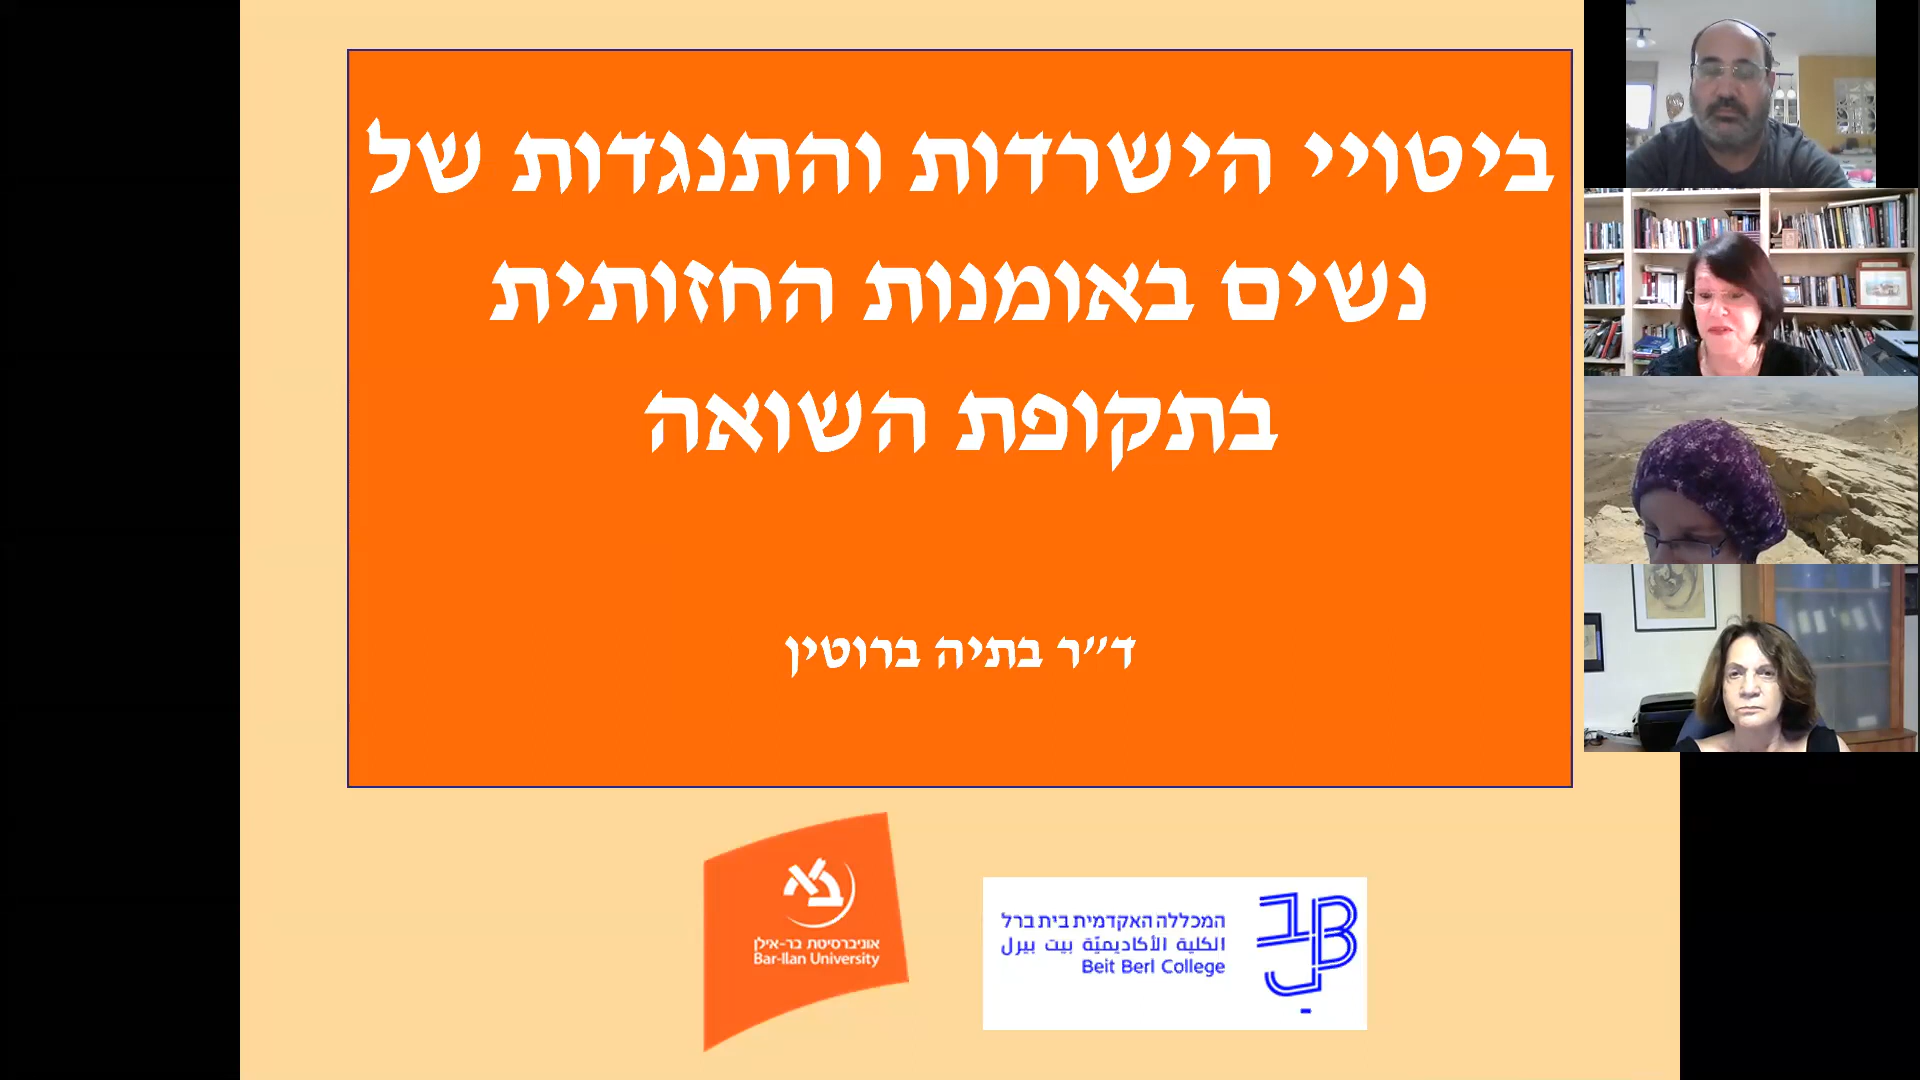 ביטויי הישרדות והתנגדות של
נשים באומנות החזותית
בתקופת השואה
ד״ר בתיה ברוטין
אוניברסיטת בר-אילן
Bar-Ilan University
המכללה האקדמית בית ברל
الكلية الأكاديميّة بيت بيرل
Beit Berl College